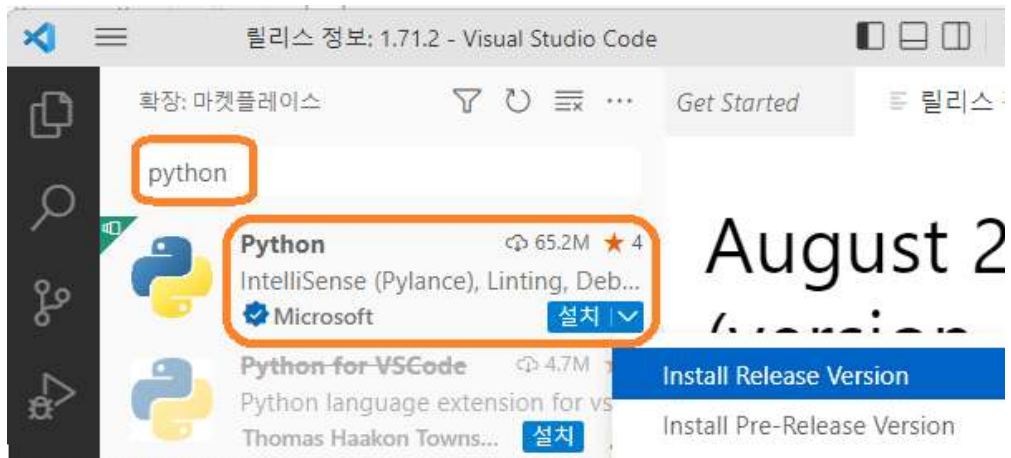 릴리스 정보: 1.71.2 - Visual Studio Code
확장: 마켓플레이스
Get Started
릴리스
python
Python 65.2M ★ 4
IntelliSense (Pylance), Linting, Deb...
Microsoft 설치
August 2
(version
Python for VSCode 4.7M
Python language extension for vs
Thomas Haakon Towns... 설치
Install Release Version
Install Pre-Release Version